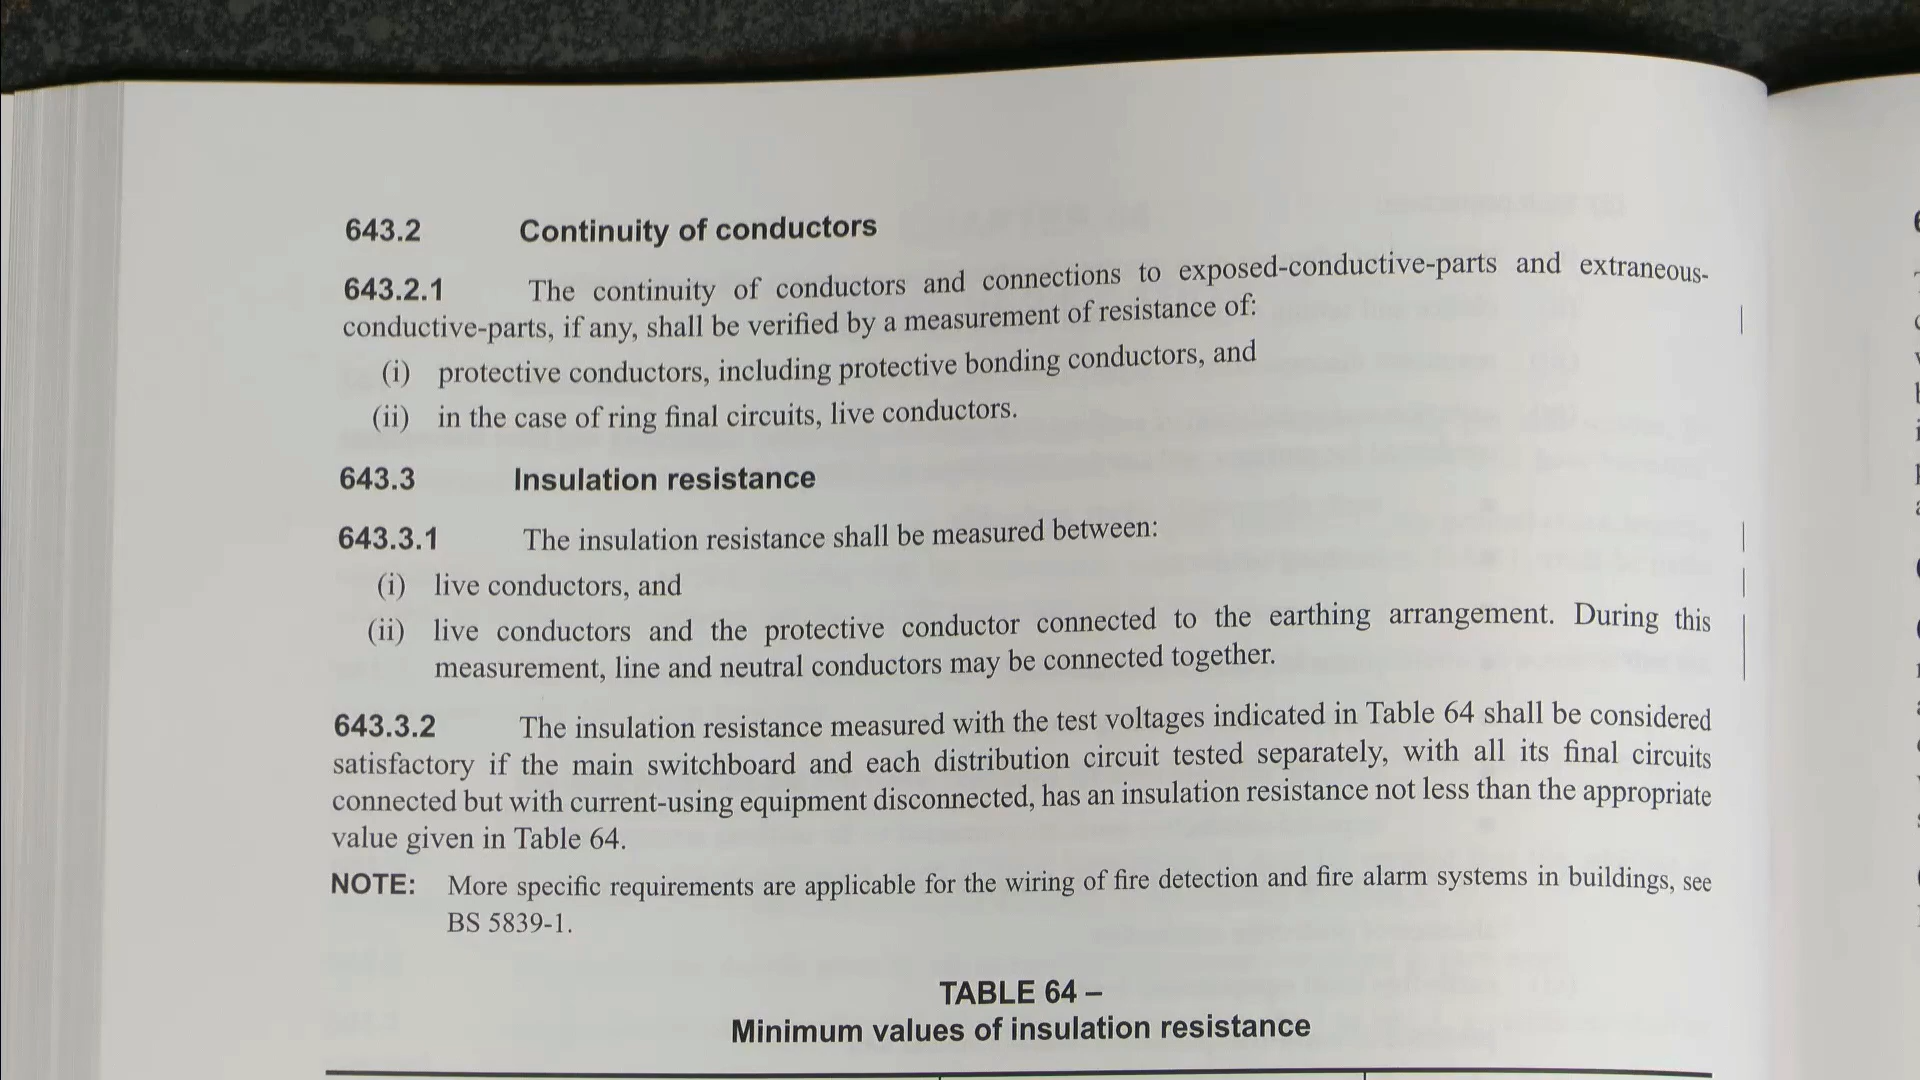 643.2 Continuity of conductors
643.2.1 The continuity of conductors and connections to exposed-conductive-parts and extraneous-
conductive-parts, if any, shall be verified by a measurement of resistance of:
(i) protective conductors, including protective bonding conductors, and
(ii) in the case of ring final circuits, live conductors.
643.3 Insulation resistance
643.3.1 The insulation resistance shall be measured between:
(i) live conductors, and
(ii) live conductors and the protective conductor connected to the earthing arrangement. During this
measurement, line and neutral conductors may be connected together.
643.3.2 The insulation resistance measured with the test voltages indicated in Table 64 shall be considered
satisfactory if the main switchboard and each distribution circuit tested separately, with all its final circuits
connected but with current-using equipment disconnected, has an insulation resistance not less than the appropriate
value given in Table 64.
NOTE: More specific requirements are applicable for the wiring of fire detection and fire alarm systems in buildings, see
BS 5839-1.
TABLE 64 –
Minimum values of insulation resistance